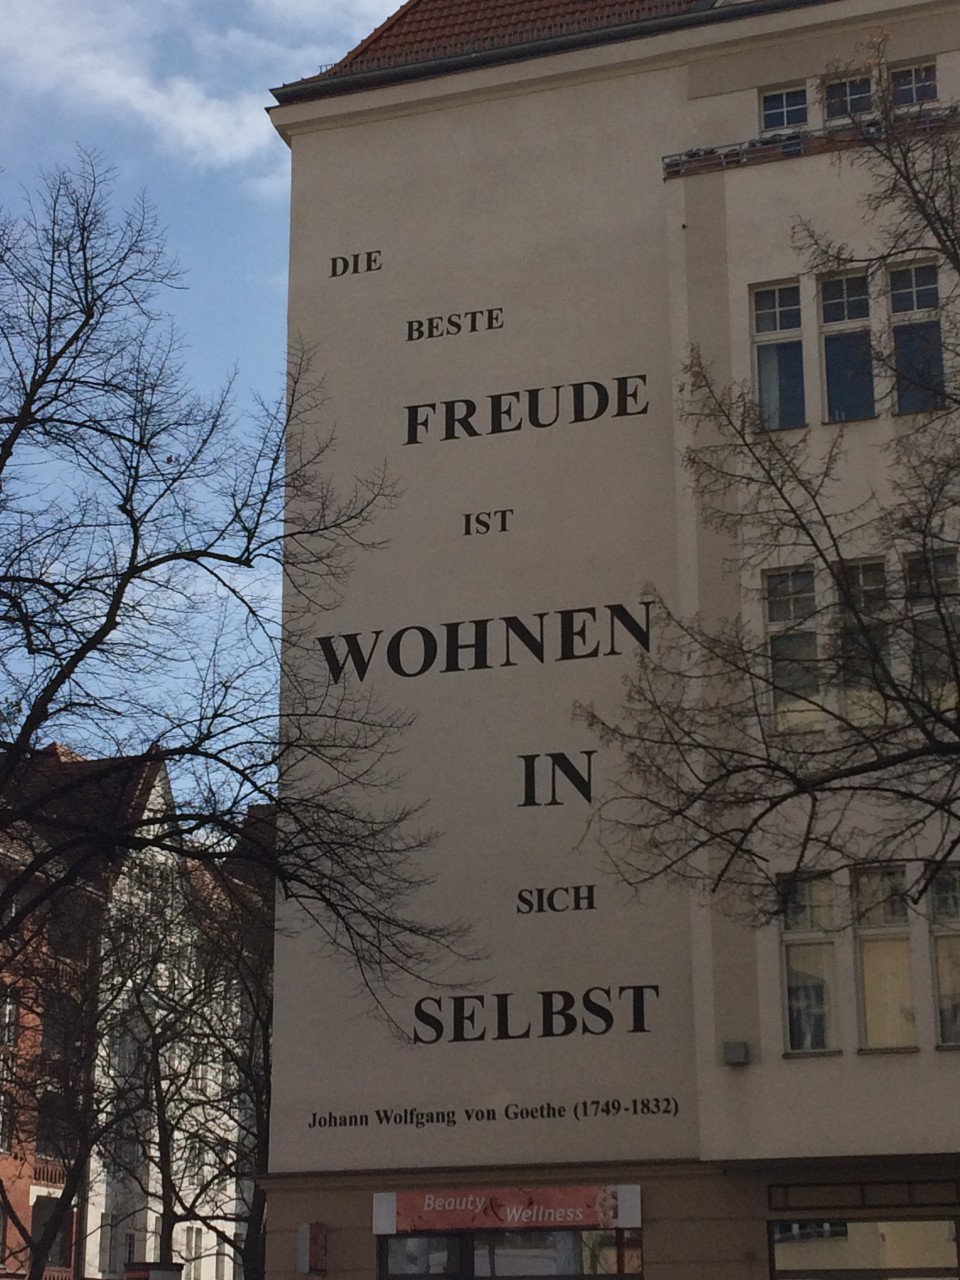 DIE
BESTE
FREUDE
IST
WOHNEN
IN
SICH
SELBST
Johann Wolfgang von Goethe (1749-1832)
Beauty & Wellness